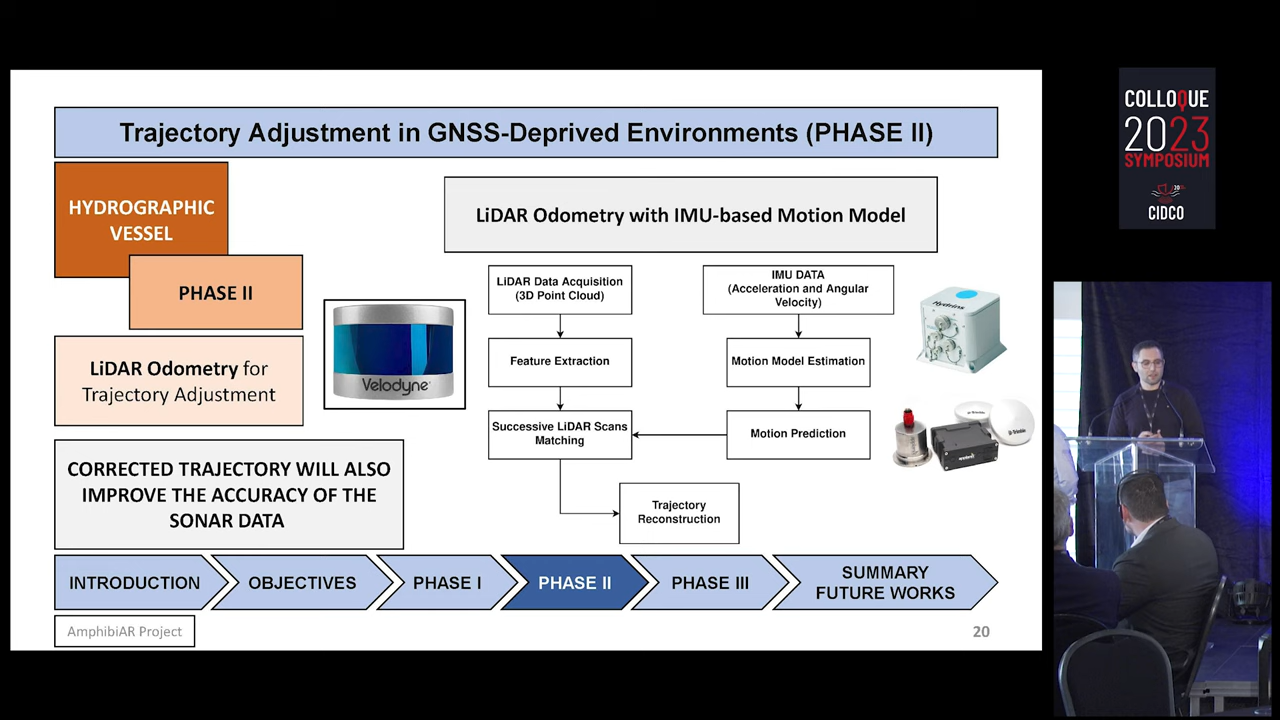 Trajectory Adjustment in GNSS-Deprived Environments (PHASE II)
HYDROGRAPHIC
VESSEL
PHASE II
LiDAR Odometry for
Trajectory Adjustment
CORRECTED TRAJECTORY WILL ALSO
IMPROVE THE ACCURACY OF THE
SONAR DATA
Velodyne
LiDAR Odometry with IMU-based Motion Model
LiDAR Data Acquisition
(3D Point Cloud)
Feature Extraction
Successive LiDAR Scans
Matching
IMU DATA
(Acceleration and Angular
Velocity)
Motion Model Estimation
Motion Prediction
Trajectory
Reconstruction
Hydrins
Trimble
INTRODUCTION
OBJECTIVES
PHASE I
PHASE II
PHASE III
SUMMARY
FUTURE WORKS
AmphibiAR Project
20
COLLOQUE
2023
SYMPOSIUM
CIDCO